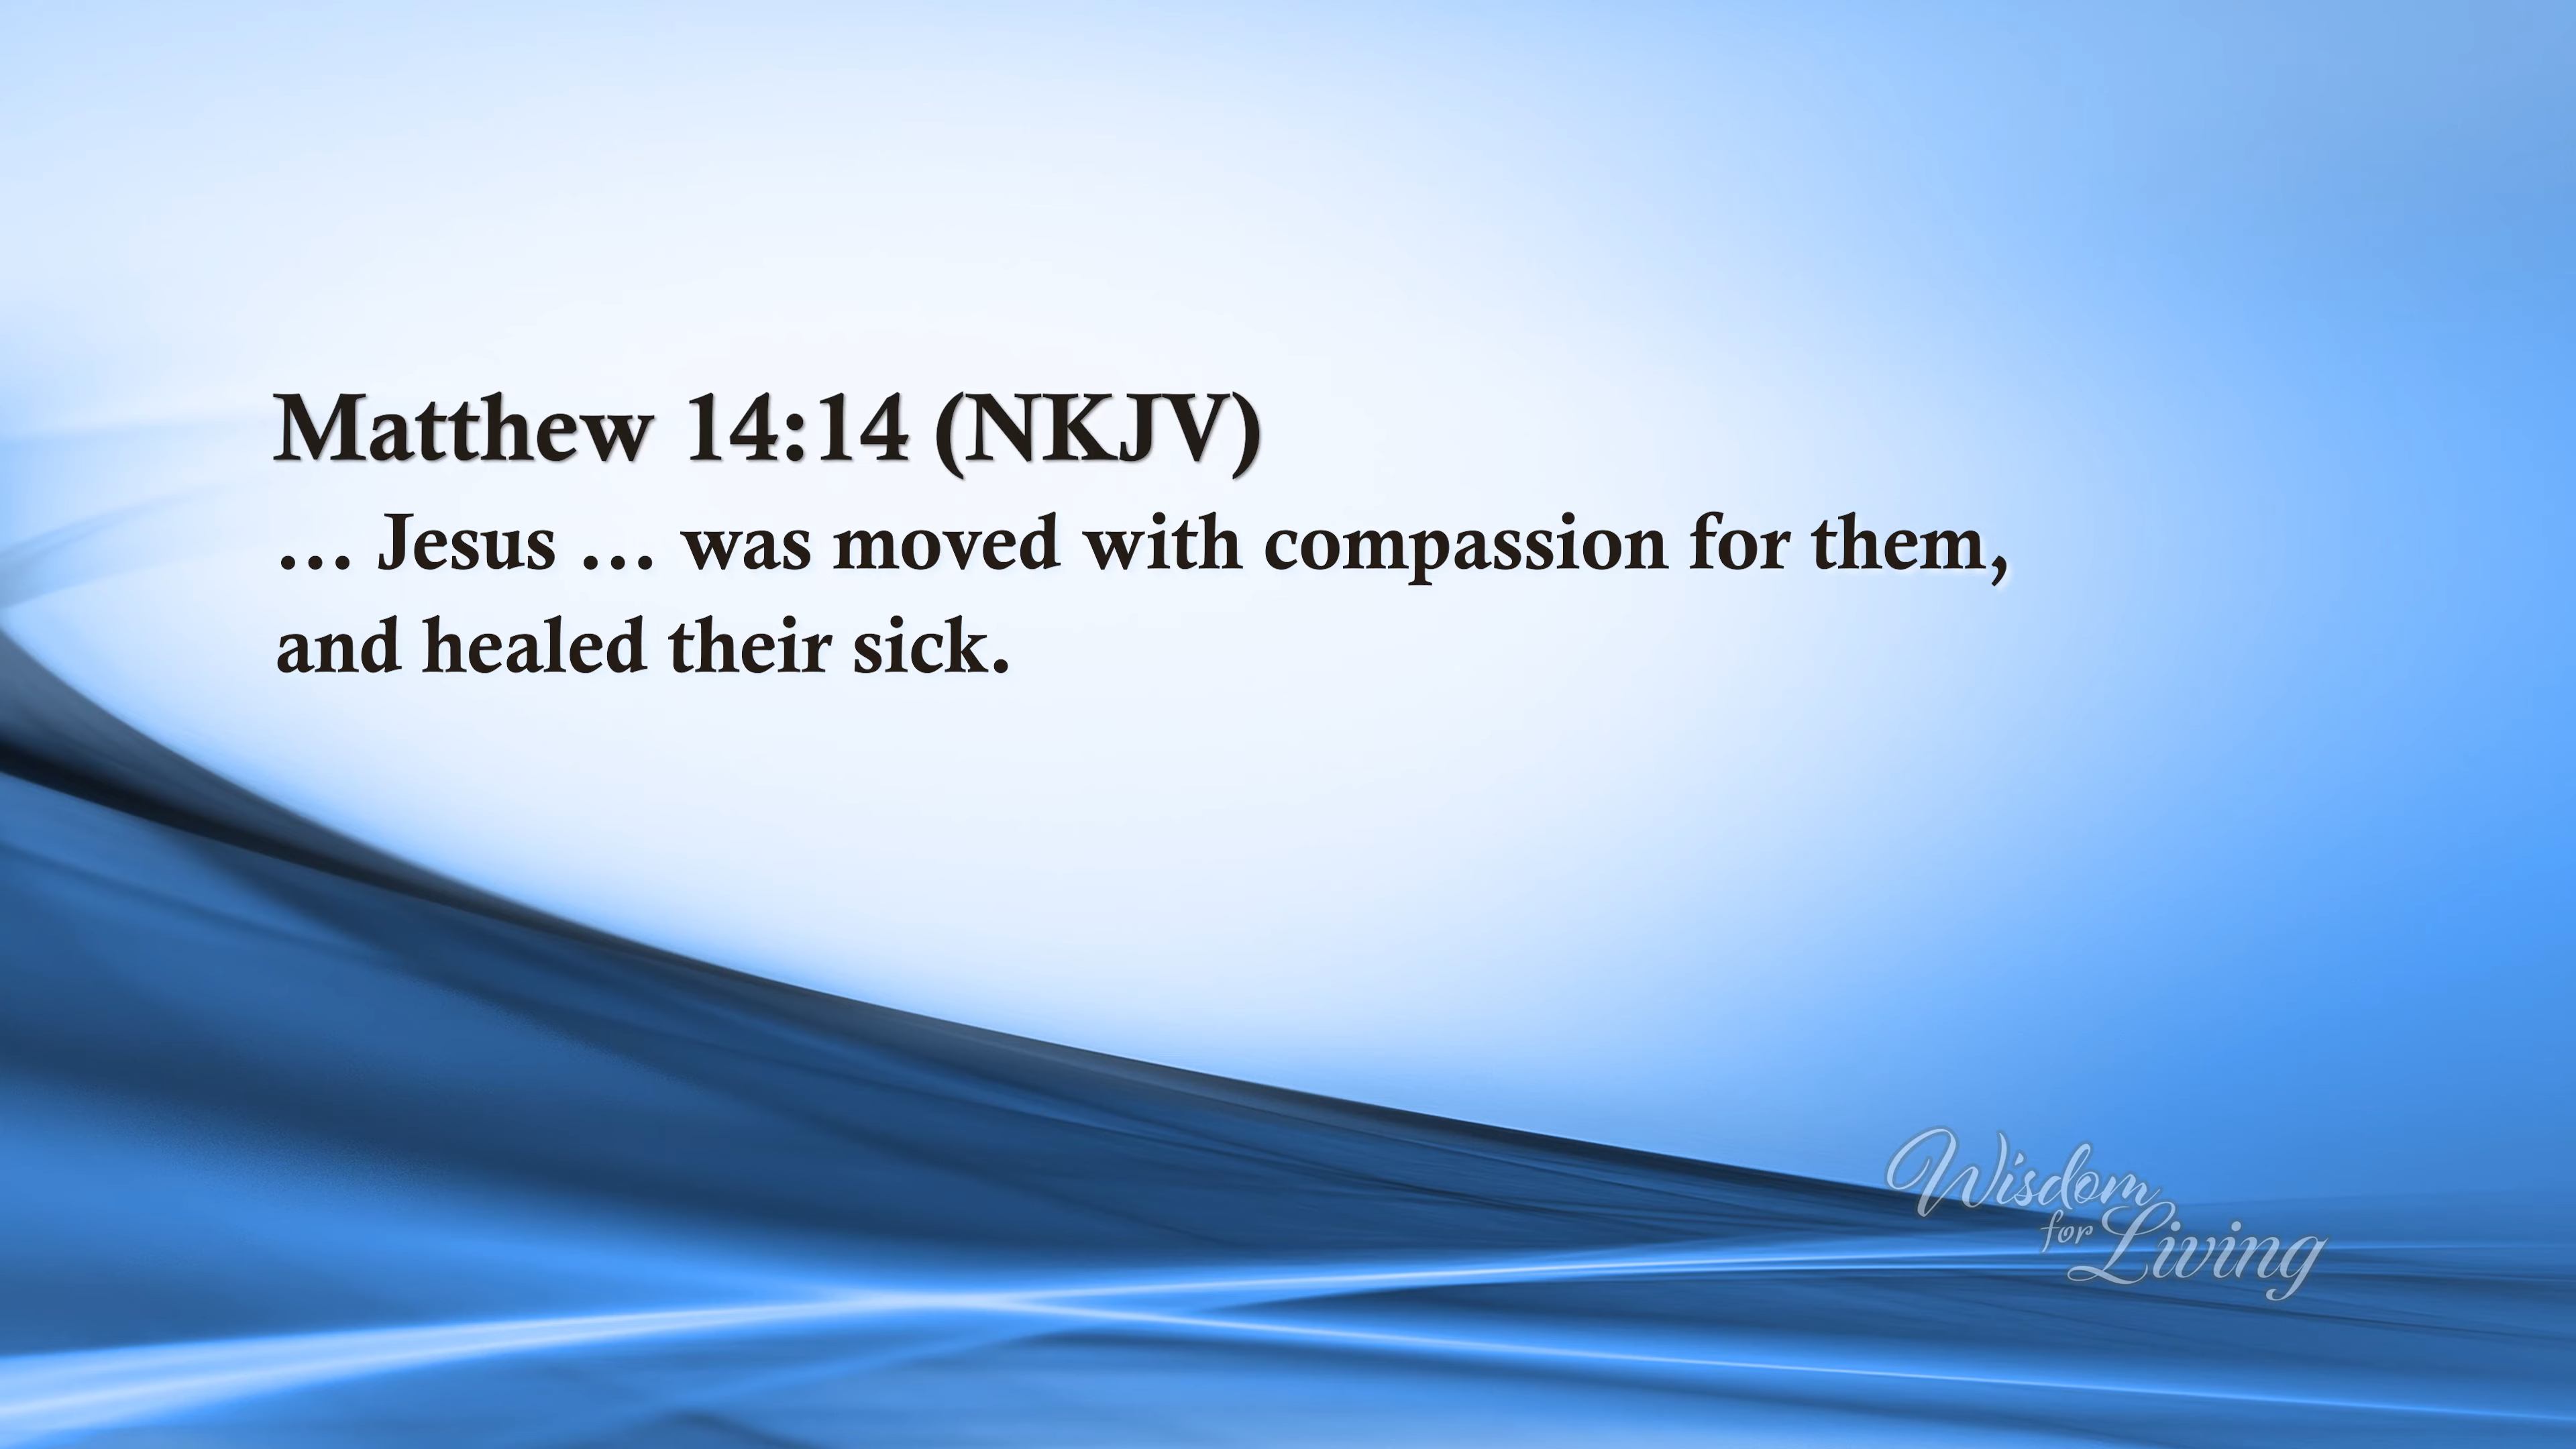 Matthew 14:14 (NKJV)
… Jesus … was moved with compassion for them,
and healed their sick.
Wisdom
for Living